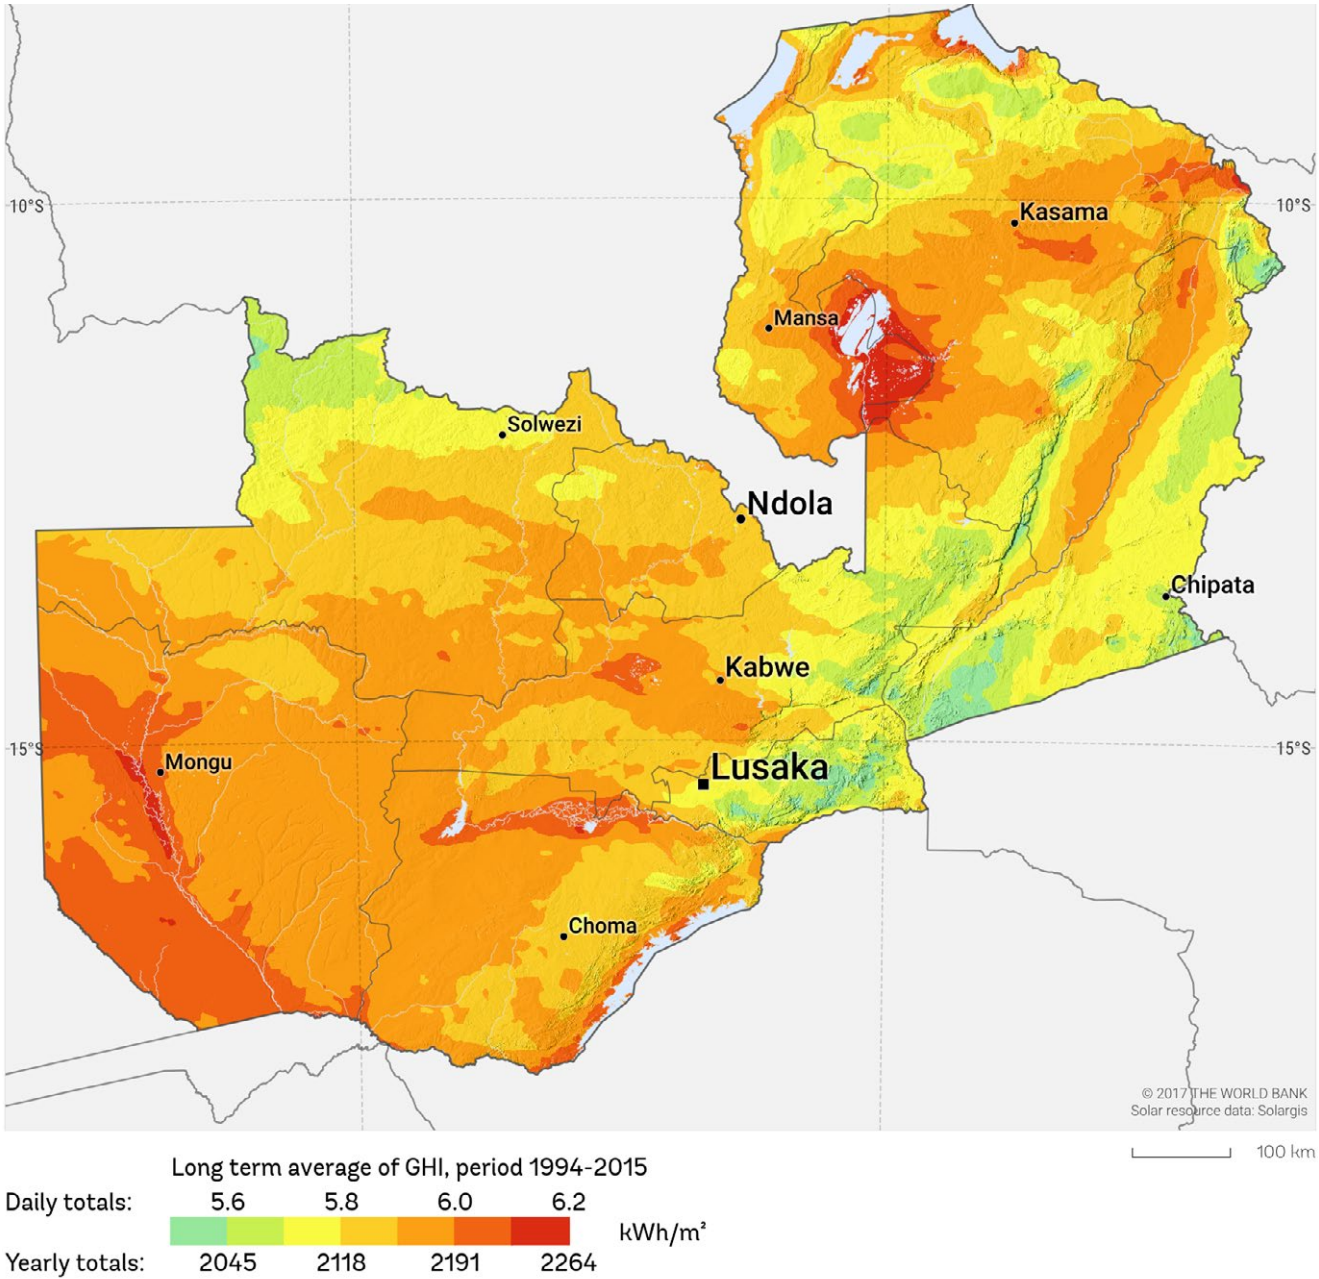 10°S
10°S
Kasama
Mansa
Solwezi
Ndola
Chipata
Kabwe
15°S
15°S
Mongu
Lusaka
Choma
© 2017 THE WORLD BANK
Solar resource data: Solargis
100 km
Long term average of GHI, period 1994-2015
Daily totals: 5.6 5.8 6.0 6.2
kWh/m²
Yearly totals: 2045 2118 2191 2264